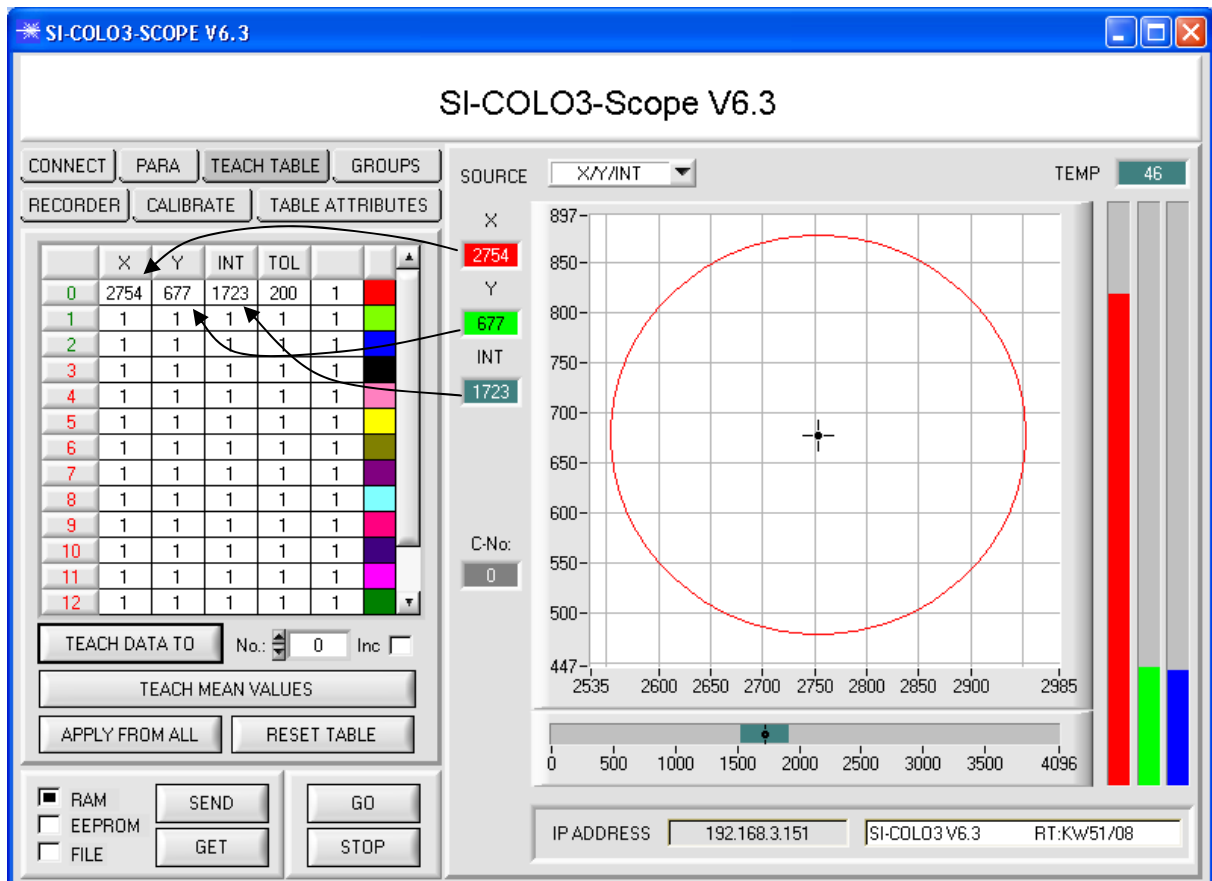 SI-COLO3-SCOPE V6.3
SI-COLO3-Scope V6.3
CONNECT PARA TEACH TABLE GROUPS
RECORDER CALIBRATE TABLE ATTRIBUTES
X Y INT TOL
0 2754 677 1723 200 1
1 1 1 1 1 1
2 1 1 1 1 1
3 1 1 1 1 1
4 1 1 1 1 1
5 1 1 1 1 1
6 1 1 1 1 1
7 1 1 1 1 1
8 1 1 1 1 1
9 1 1 1 1 1
10 1 1 1 1 1
11 1 1 1 1 1
12 1 1 1 1 1
TEACH DATA TO No.: 0 Inc
TEACH MEAN VALUES
APPLY FROM ALL RESET TABLE
RAM
EEPROM
FILE
SEND
GET
GO
STOP
SOURCE X/Y/INT
TEMP 46
X
2754
Y
677
INT
1723
C-No:
0
897
850
800
750
700
650
600
550
500
447
2535 2600 2650 2700 2750 2800 2850 2900 2985
0 500 1000 1500 2000 2500 3000 3500 4096
IP ADDRESS 192.168.3.151 SI-COLO3 V6.3 RT:KW51/08